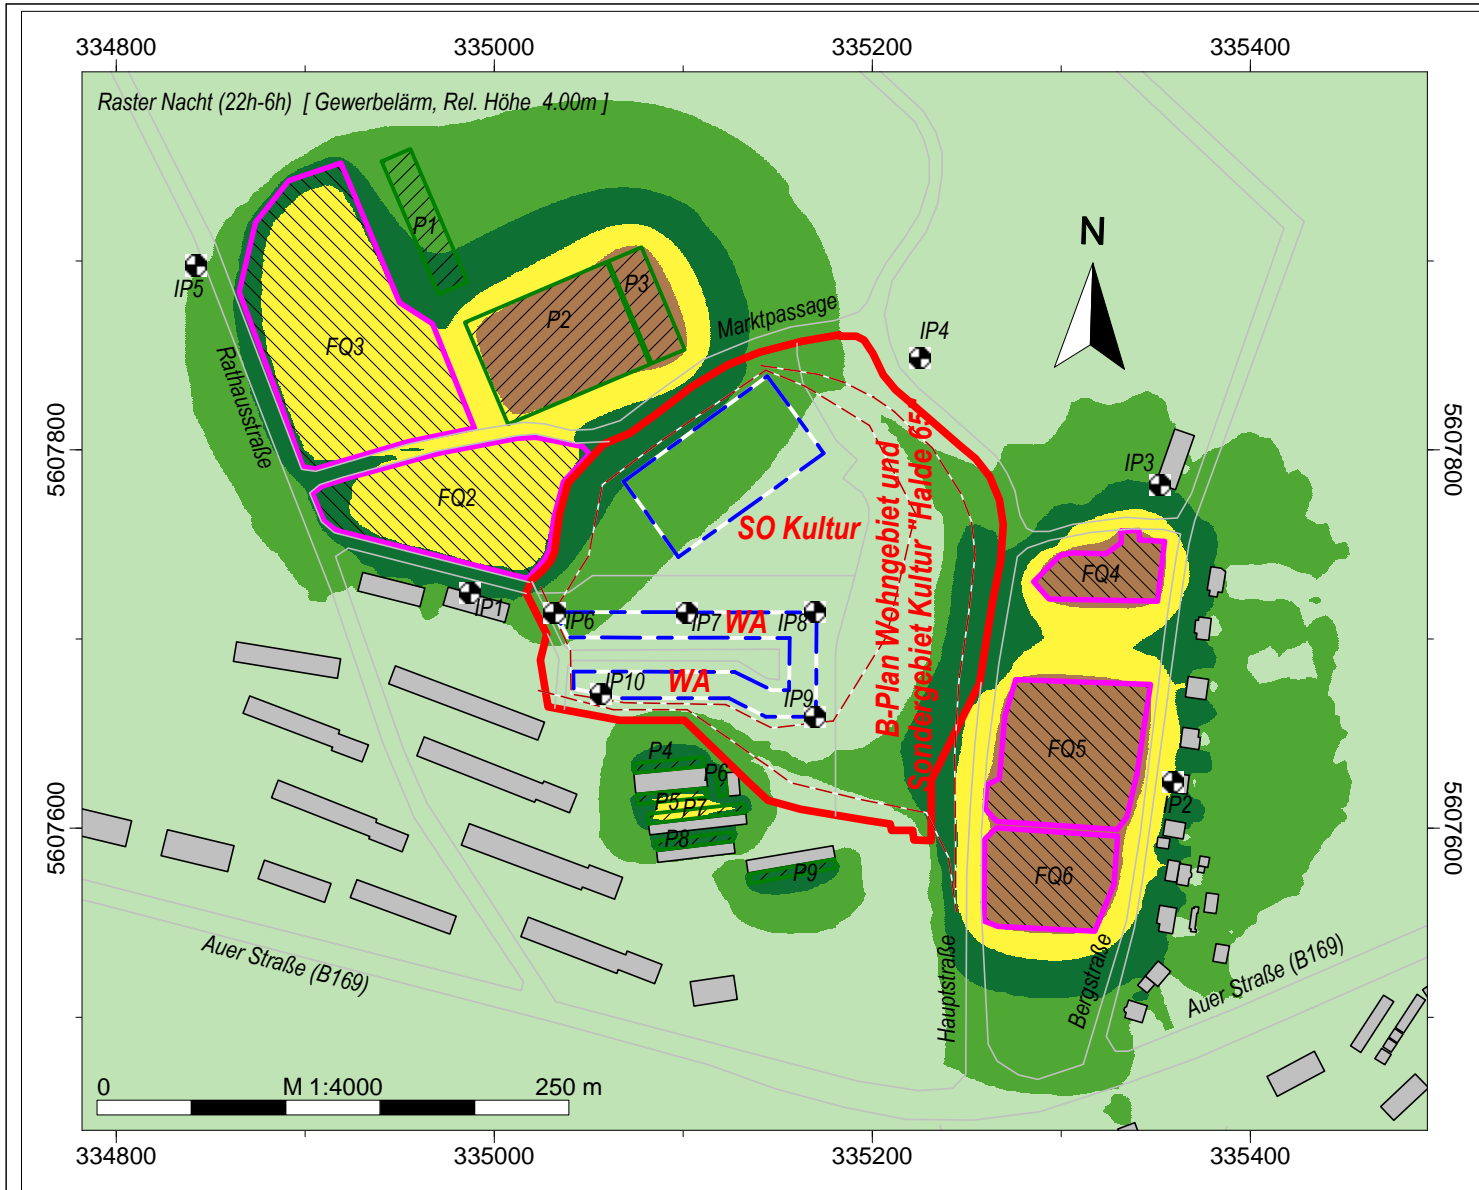 334800
335000
335200
335400
Raster Nacht (22h-6h) [ Gewerbelärm, Rel. Höhe 4.00m ]
P1
N
IP5
P3
P2
Marktpassage
IP4
FQ3
Rathausstraße
5607800
5607800
IP3
FQ2
SO Kultur
B-Plan Wohngebiet und
Sondergebiet Kultur "Halde 65"
FQ4
IP1
IP6
IP7
WA
IP8
IP10
WA
IP9
P4
P6
P5
P7
P8
P9
FQ5
IP2
5607600
5607600
FQ6
Auer Straße (B169)
Hauptstraße
Bergstraße
Auer Straße (B169)
0
M 1:4000
250 m
334800
335000
335200
335400